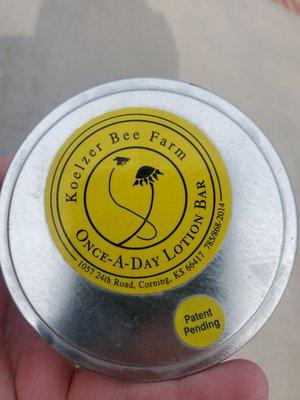 Koelzer Bee Farm
Once-A-Day Lotion Bar
1057 24th Road, Corning, KS 66417 785/868-2014
Patent
Pending